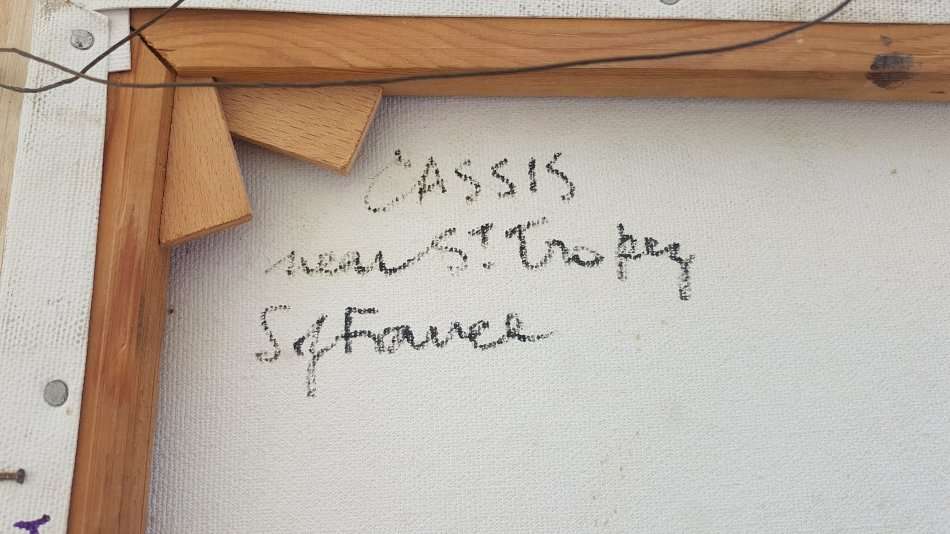 CASSIS
near St Tropez
S of France